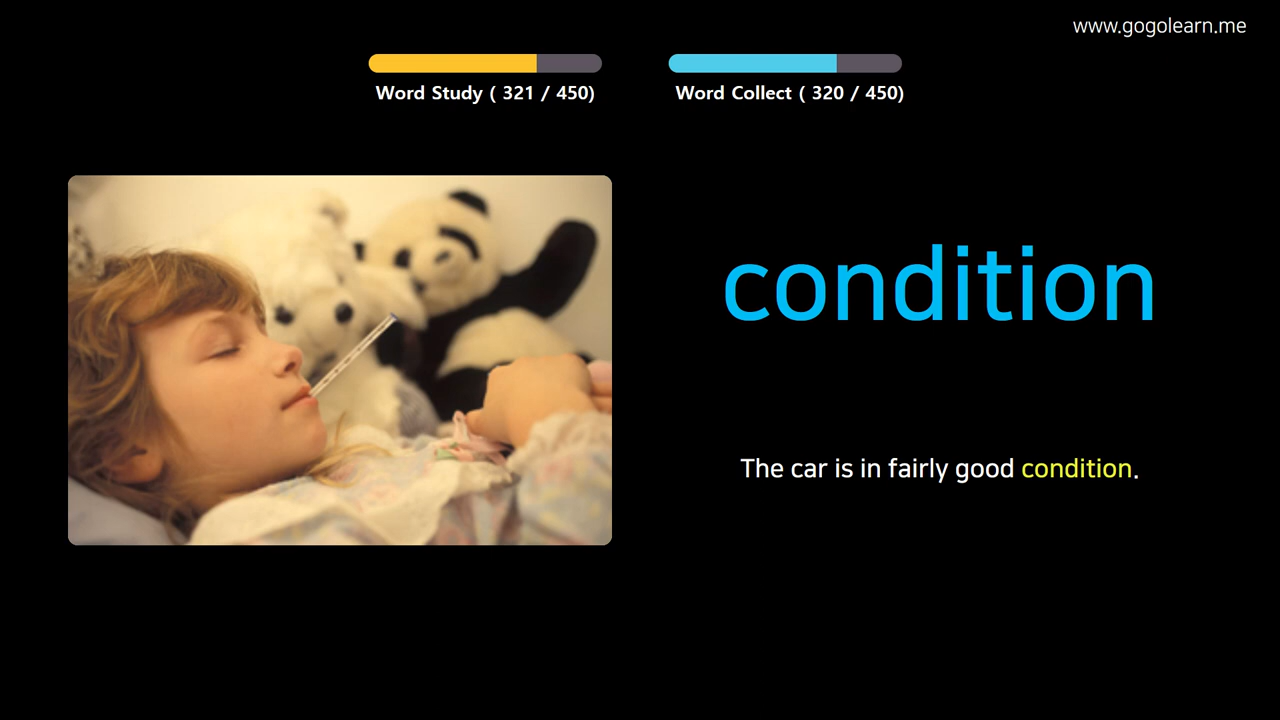 www.gogolearn.me
Word Study ( 321 / 450)
Word Collect ( 320 / 450)
condition
The car is in fairly good condition.